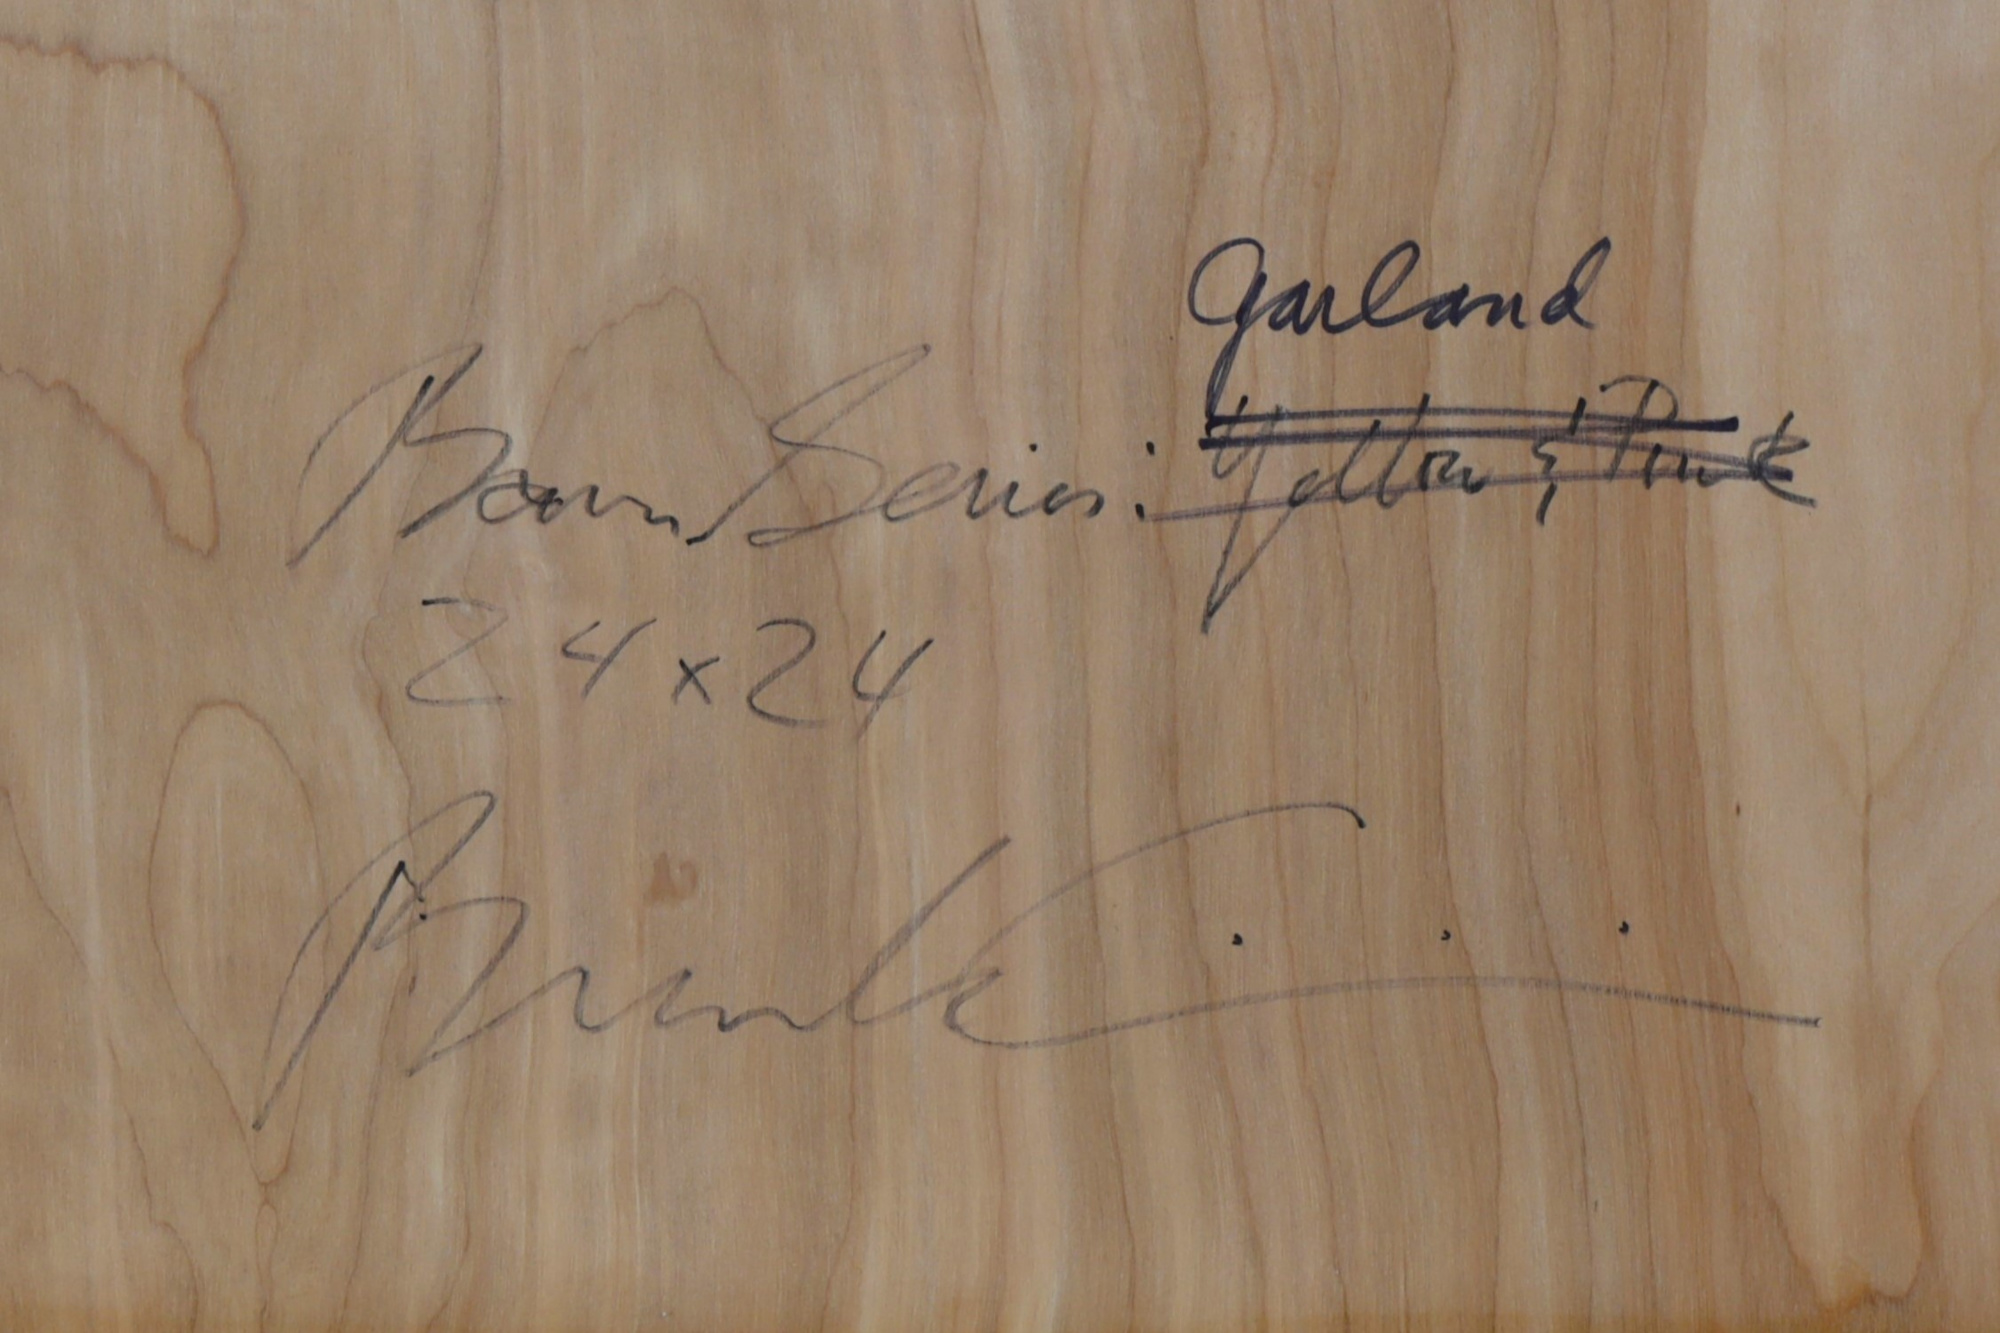 Garland
Barn Series: Yellow & Pink
24 x 24